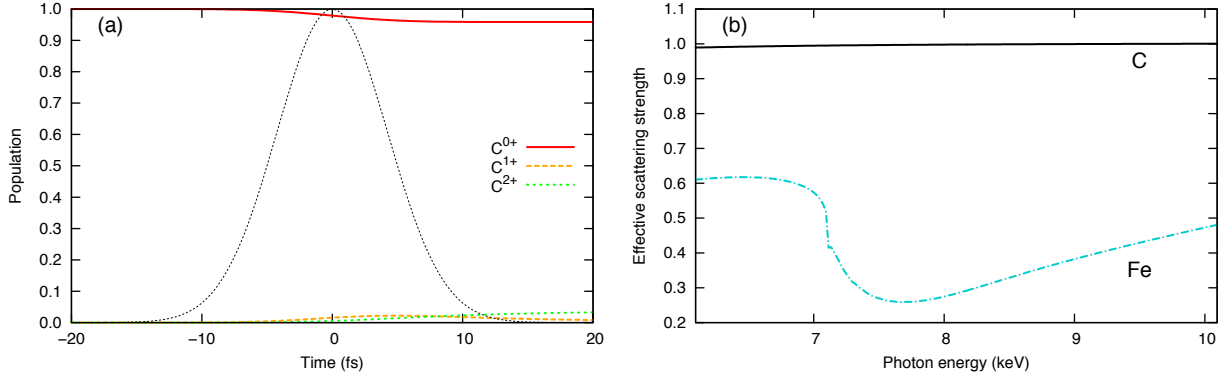 (a)
Population
1.0
0.9
0.8
0.7
0.6
0.5
0.4
0.3
0.2
0.1
0.0
C0+
C1+
C2+
−20
−10
0
10
20
Time (fs)
(b)
Effective scattering strength
1.1
1.0
0.9
0.8
0.7
0.6
0.5
0.4
0.3
0.2
C
Fe
7
8
9
10
Photon energy (keV)